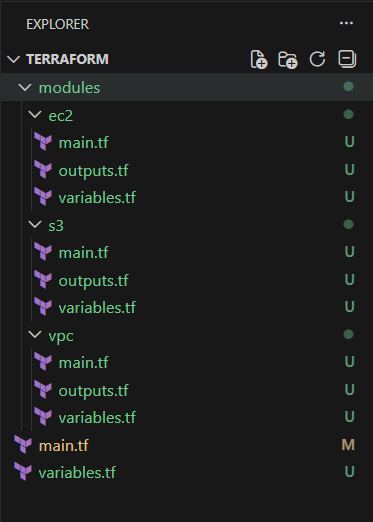 EXPLORER ...
TERRAFORM
modules
ec2
main.tf U
outputs.tf U
variables.tf U
s3
main.tf U
outputs.tf U
variables.tf U
vpc
main.tf U
outputs.tf U
variables.tf U
main.tf M
variables.tf U